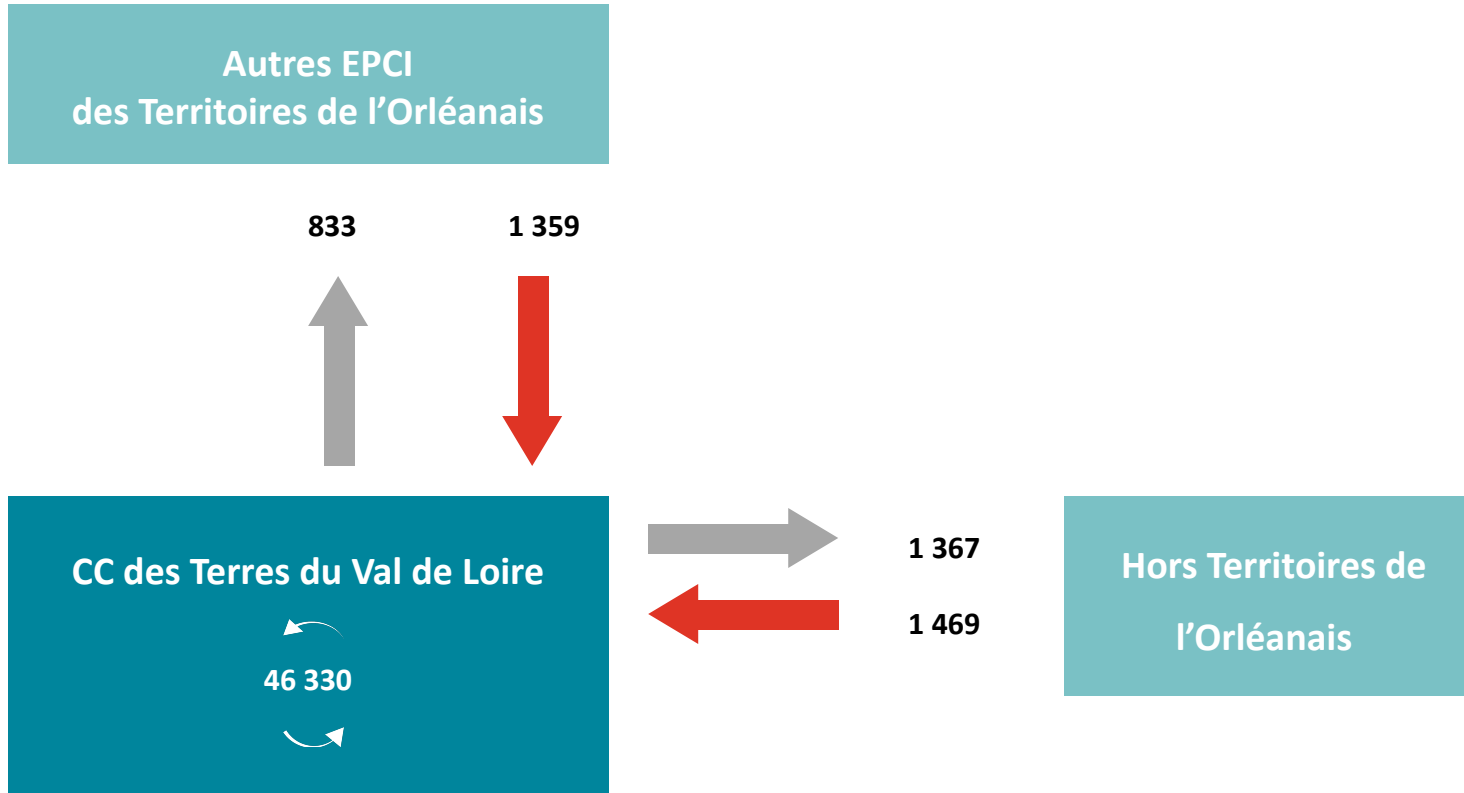 Autres EPCI
des Territoires de l’Orléanais
833
1 359
CC des Terres du Val de Loire
46 330
1 367
1 469
Hors Territoires de
l’Orléanais